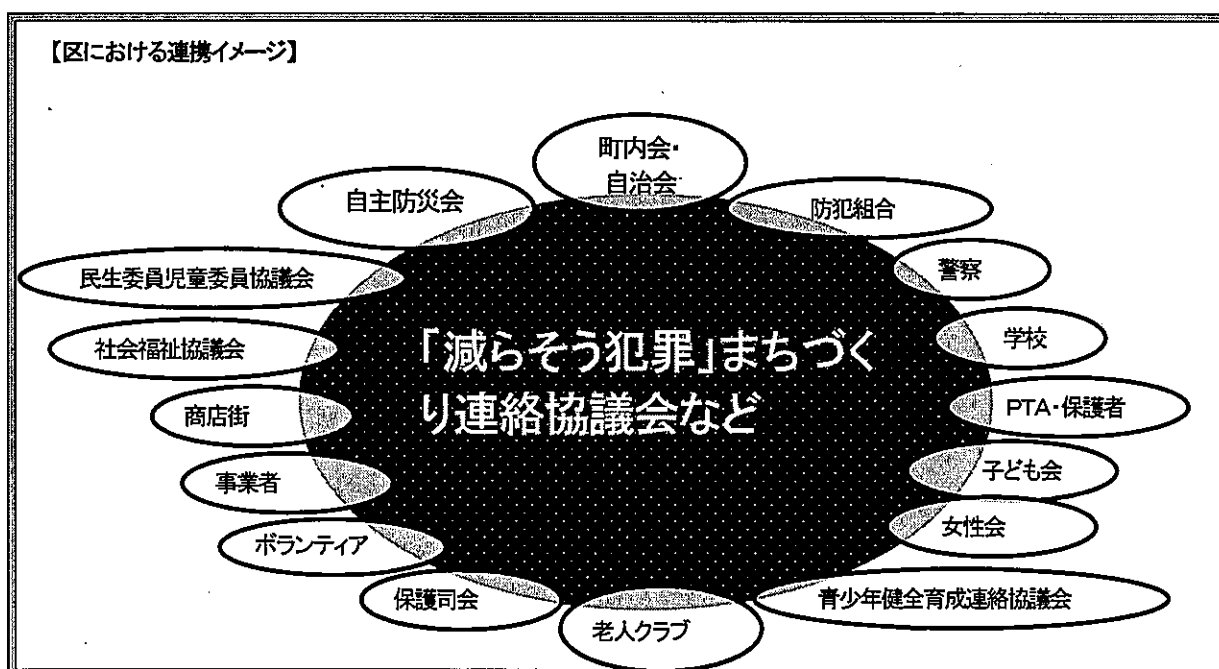 【区における連携イメージ】
町内会・
自治会
自主防災会
防犯組合
民生委員児童委員協議会
警察
社会福祉協議会
学校
「減らそう犯罪」まちづく
り連絡協議会など
商店街
PTA・保護者
事業者
子ども会
ボランティア
女性会
保護司会
青少年健全育成連絡協議会
老人クラブ